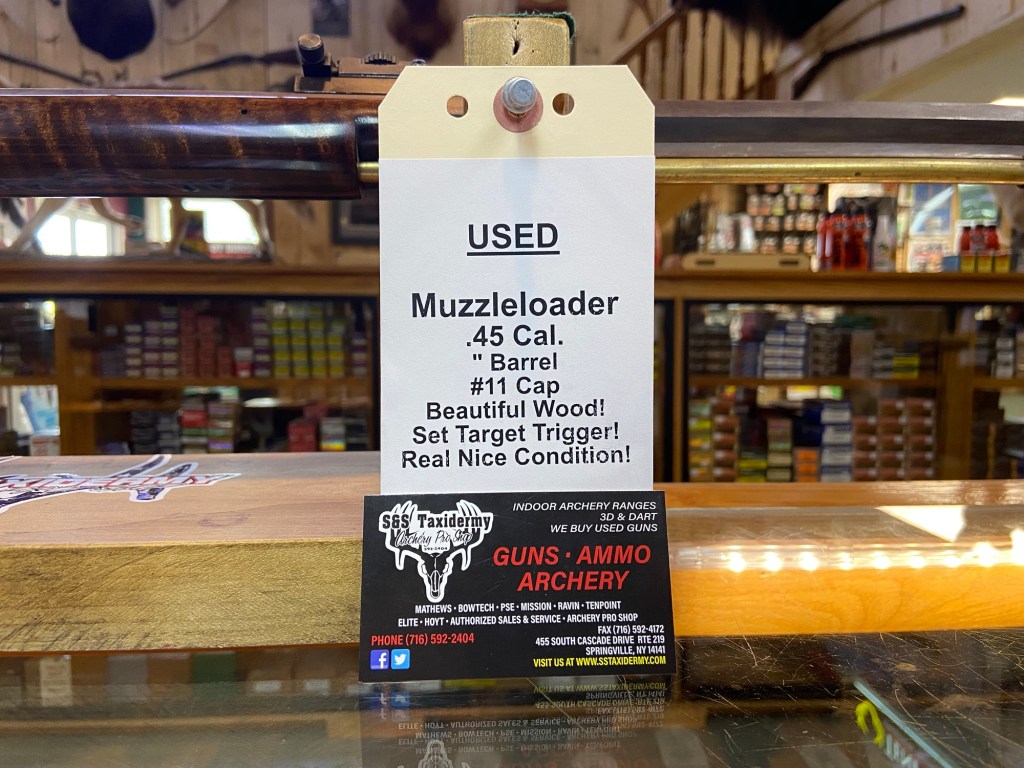 USED
Muzzleloader
.45 Cal.
" Barrel
#11 Cap
Beautiful Wood!
Set Target Trigger!
Real Nice Condition!
S&S Taxidermy
Archery Pro Shop
592-2404
INDOOR ARCHERY RANGES
3D & DART
WE BUY USED GUNS
GUNS · AMMO
ARCHERY
MATHEWS • BOWTECH • PSE • MISSION • RAVIN • TENPOINT
ELITE • HOYT • AUTHORIZED SALES & SERVICE • ARCHERY PRO SHOP
PHONE (716) 592-2404
FAX (716) 592-4172
455 SOUTH CASCADE DRIVE RTE 219
SPRINGVILLE, NY 14141
VISIT US AT WWW.SSTAXIDERMY.COM